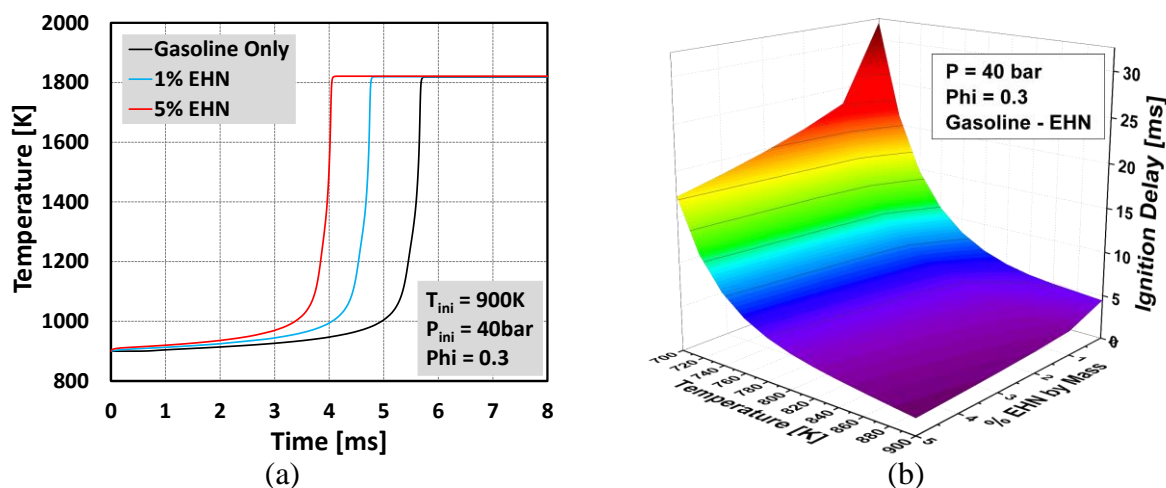 2000
1800
1600
1400
1200
1000
800
Temperature [K]
Gasoline Only
1% EHN
5% EHN
T_ini = 900K
P_ini = 40bar
Phi = 0.3
0 1 2 3 4 5 6 7 8
Time [ms]
(a)
P = 40 bar
Phi = 0.3
Gasoline - EHN
30
25
20
15
10
5
0
Ignition Delay [ms]
700 720 740 760 780 800 820 840 860 880 900
Temperature [K]
5 4 3 2 1 0
% EHN by Mass
(b)